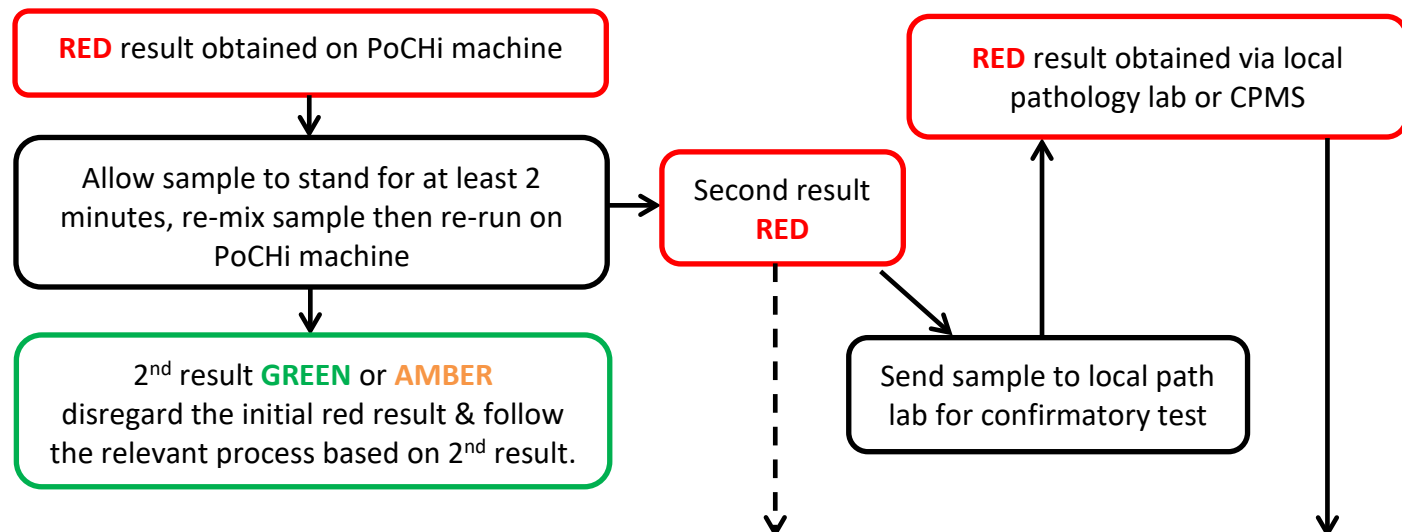 RED result obtained on PoCHi machine
RED result obtained via local
pathology lab or CPMS
Allow sample to stand for at least 2
minutes, re-mix sample then re-run on
PoCHi machine
Second result
RED
2nd result GREEN or AMBER
disregard the initial red result & follow
the relevant process based on 2nd result.
Send sample to local path
lab for confirmatory test